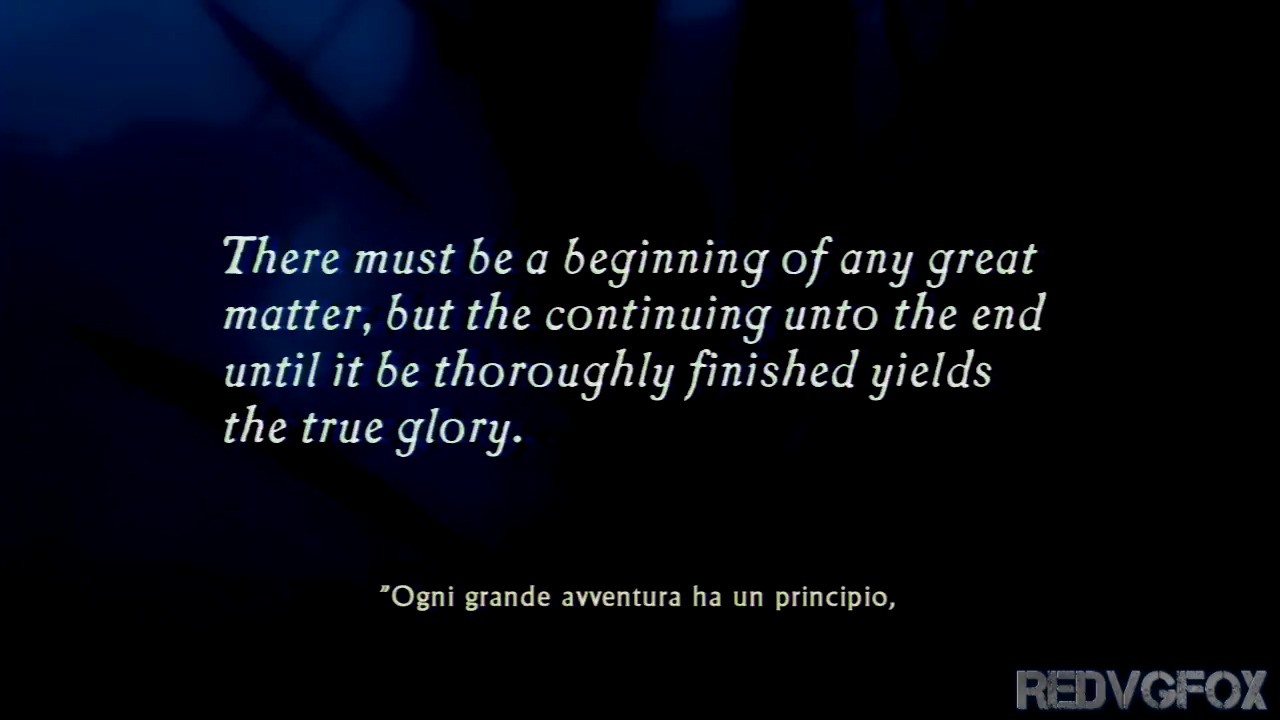 There must be a beginning of any great
matter, but the continuing unto the end
until it be thoroughly finished yields
the true glory.
"Ogni grande avventura ha un principio,
REDVGFOX